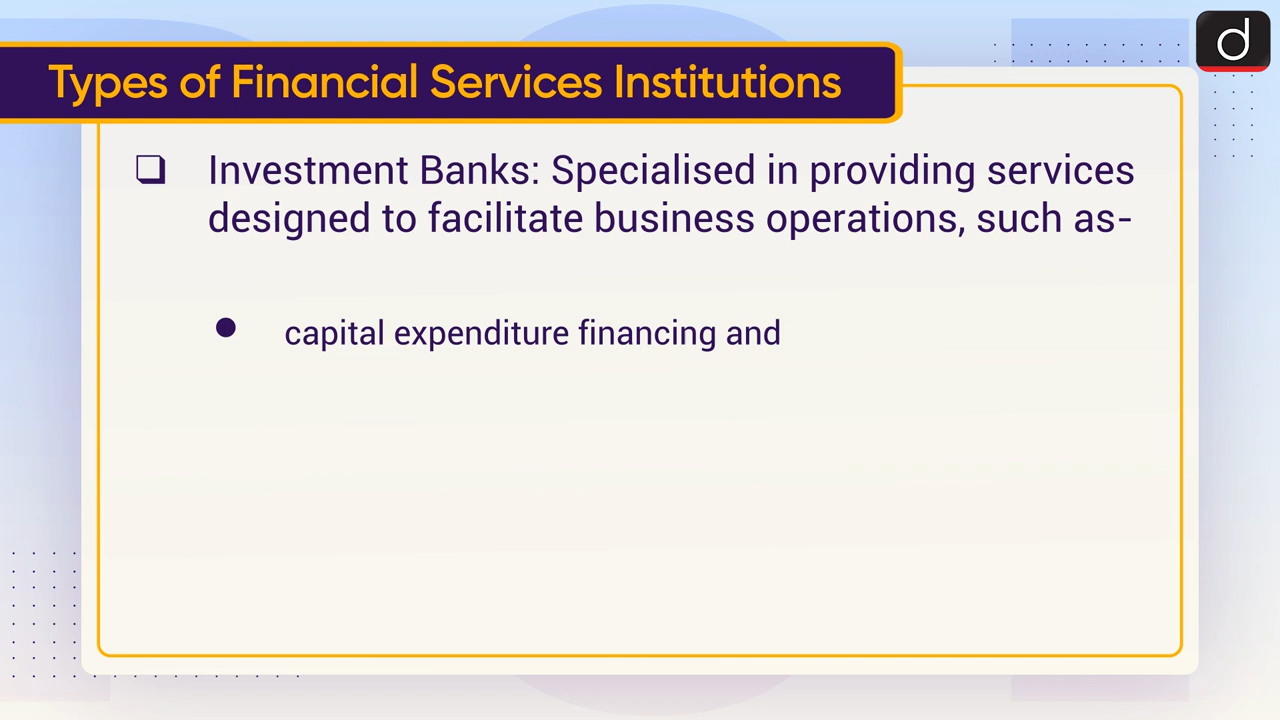 d
Types of Financial Services Institutions
❑ Investment Banks: Specialised in providing services
designed to facilitate business operations, such as-
● capital expenditure financing and